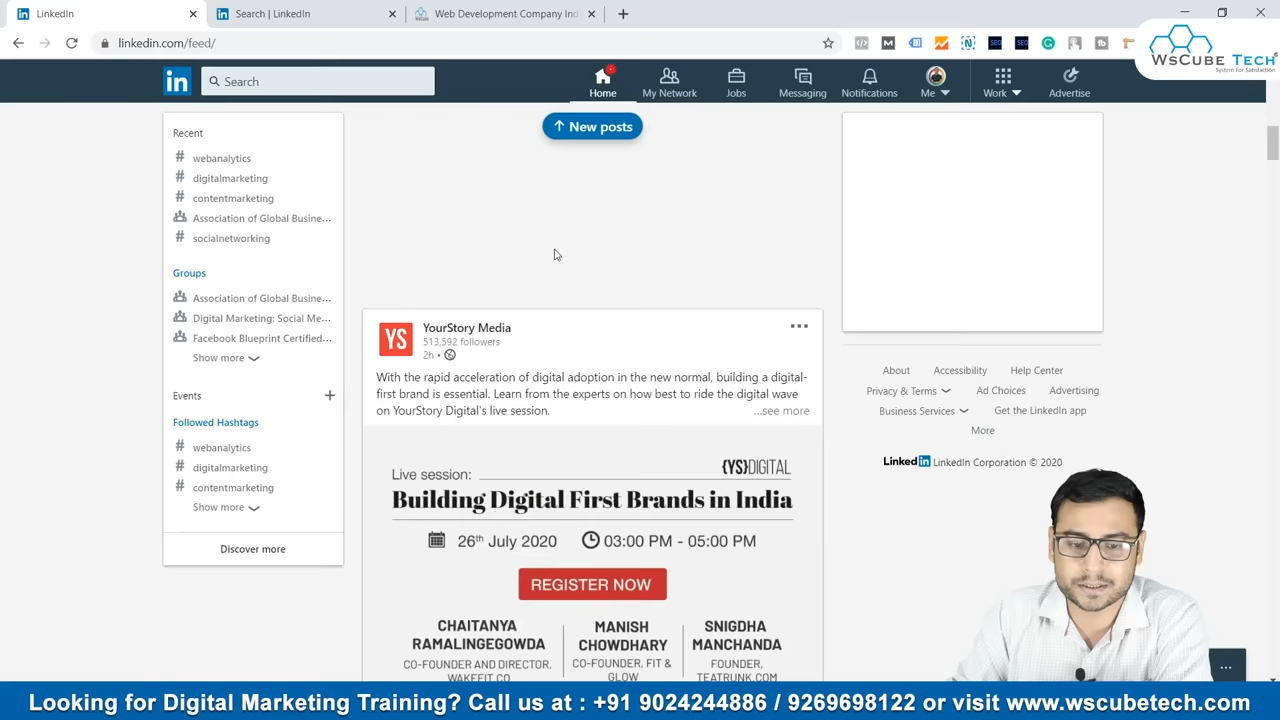 LinkedIn
Search | LinkedIn
Web Development Company Ind
linkedin.com/feed/
WsCube Tech
System For Satisfaction
in
Search
Home
My Network
Jobs
Messaging
Notifications
Me
Work
Advertise
Recent
# webanalytics
# digitalmarketing
# contentmarketing
Association of Global Busine...
# socialnetworking
Groups
Association of Global Busine...
Digital Marketing: Social Me...
Facebook Blueprint Certified...
Show more
Events +
Followed Hashtags
# webanalytics
# digitalmarketing
# contentmarketing
Show more
Discover more
↑ New posts
YS
YourStory Media
513,592 followers
2h •
With the rapid acceleration of digital adoption in the new normal, building a digital-
first brand is essential. Learn from the experts on how best to ride the digital wave
on YourStory Digital's live session.
...see more
{YS}DIGITAL
Live session:
Building Digital First Brands in India
26th July 2020
03:00 PM - 05:00 PM
REGISTER NOW
CHAITANYA
RAMALINGEGOWDA
CO-FOUNDER AND DIRECTOR,
WAKEFIT.CO
MANISH
CHOWDHARY
CO-FOUNDER, FIT &
GLOW
SNIGDHA
MANCHANDA
FOUNDER,
TEATRUNK.COM
About
Accessibility
Help Center
Privacy & Terms
Ad Choices
Advertising
Business Services
Get the LinkedIn app
More
LinkedIn LinkedIn Corporation © 2020
Looking for Digital Marketing Training? Call us at : +91 9024244886 / 9269698122 or visit www.wscubetech.com